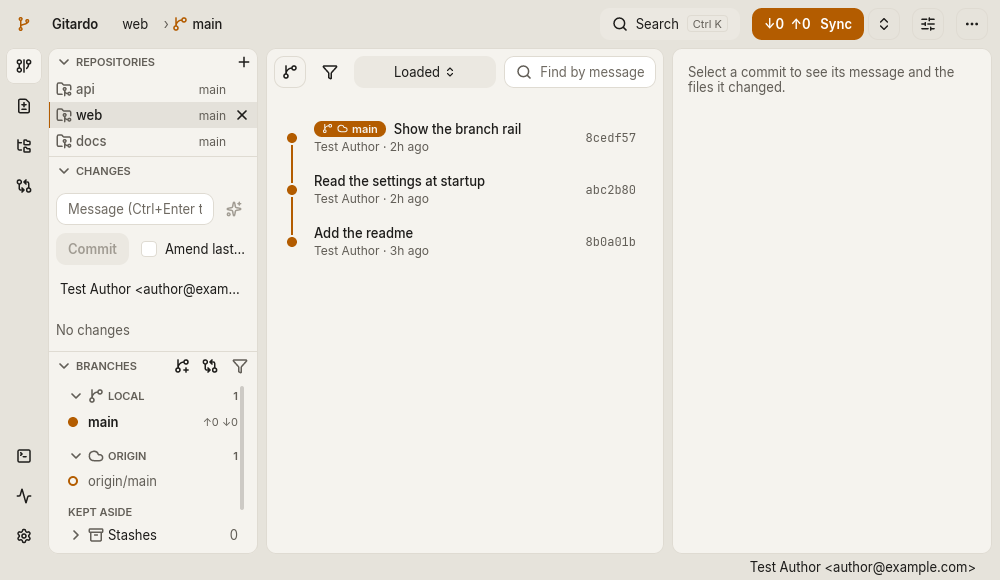 Gitardo web main Search Ctrl K ↓0 ↑0 Sync
REPOSITORIES
api main
web main
docs main
CHANGES
Message (Ctrl+Enter t
Commit Amend last...
Test Author <author@exam...
No changes
BRANCHES
LOCAL 1
main ↑0 ↓0
ORIGIN 1
origin/main
KEPT ASIDE
Stashes 0
Loaded Find by message
main Show the branch rail 8cedf57
Test Author · 2h ago
Read the settings at startup abc2b80
Test Author · 2h ago
Add the readme 8b0a01b
Test Author · 3h ago
Select a commit to see its message and the
files it changed.
Test Author <author@example.com>